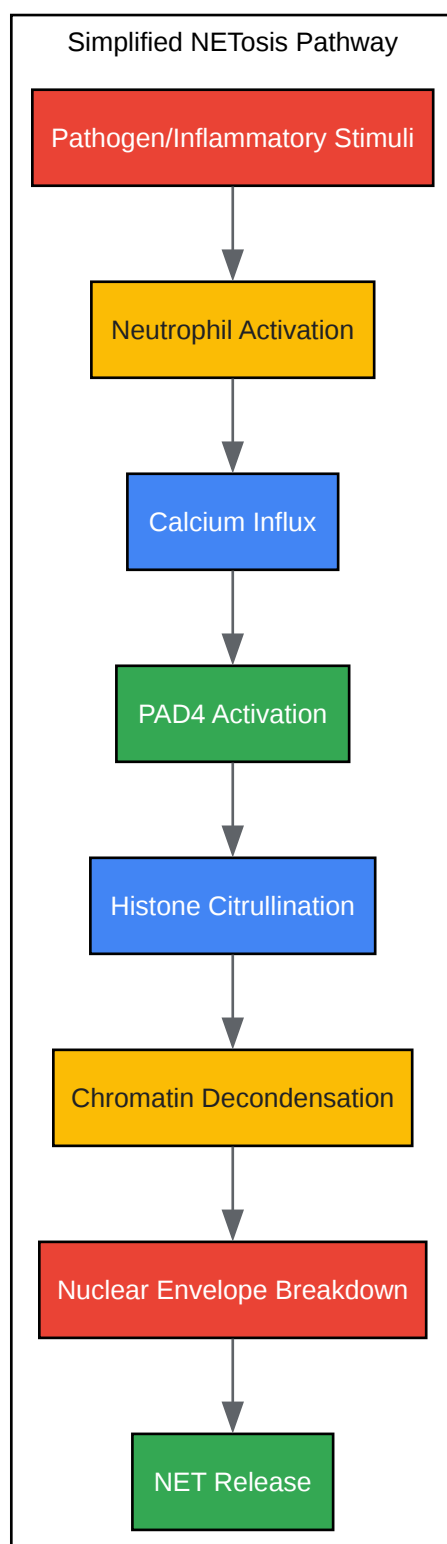 Simplified NETosis Pathway
Pathogen/Inflammatory Stimuli
Neutrophil Activation
Calcium Influx
PAD4 Activation
Histone Citrullination
Chromatin Decondensation
Nuclear Envelope Breakdown
NET Release